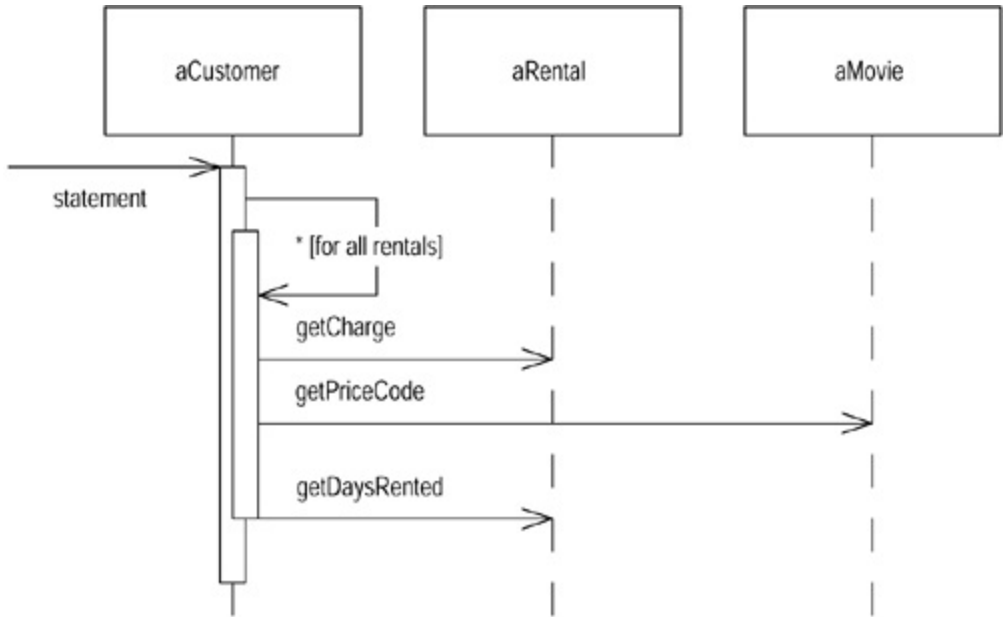 aCustomer
aRental
aMovie
statement
* [for all rentals]
getCharge
getPriceCode
getDaysRented